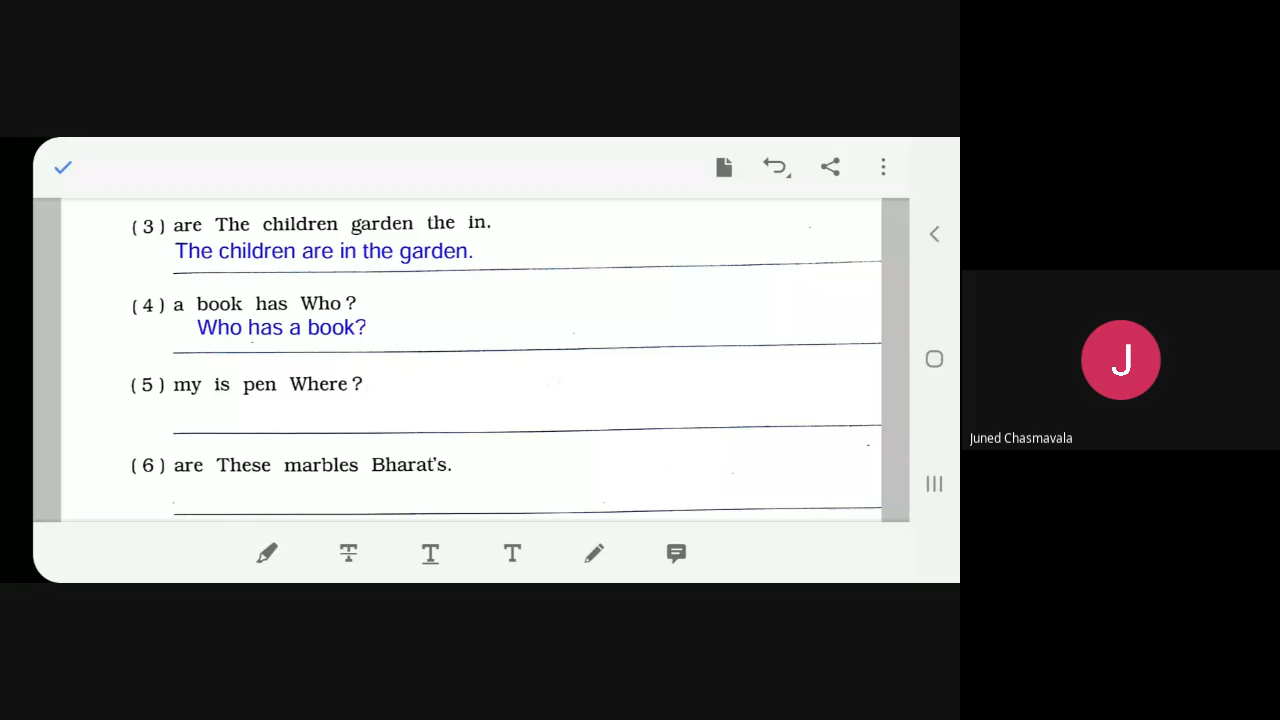 (3) are The children garden the in.
The children are in the garden.
(4) a book has Who?
Who has a book?
(5) my is pen Where?
(6) are These marbles Bharat's.
J
Juned Chasmavala